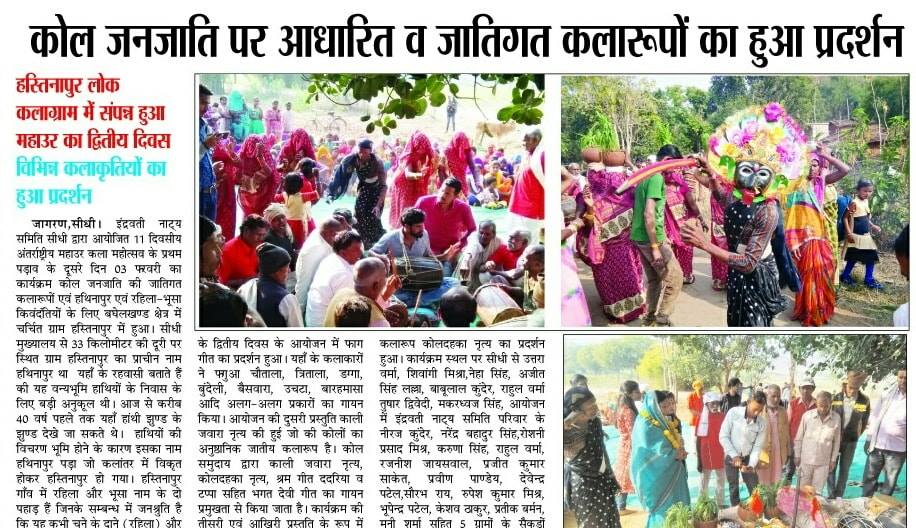 कोल जनजाति पर आधारित व जातिगत कलारूपों का हुआ प्रदर्शन
हस्तिनापुर लोक
कलाग्राम में संपन्न हुआ
महाउर का द्वितीय दिवस
विभिन्न कलाकृतियों का
हुआ प्रदर्शन
जागरण,सीधी। इंद्रवती नाट्य
समिति सीधी द्वारा आयोजित 11 दिवसीय
अंतर्राष्ट्रीय महाउर कला महोत्सव के प्रथम
पड़ाव के दूसरे दिन 03 फरवरी का
कार्यक्रम कोल जनजाति की जातिगत
कलारूपों एवं हथिनापुर एवं रहिला-भूसा
किवदंतियों के लिए बघेलखण्ड क्षेत्र में
चर्चित ग्राम हस्तिनापुर में हुआ। सीधी
मुख्यालय से 33 किलोमीटर की दूरी पर
स्थित ग्राम हस्तिनापुर का प्राचीन नाम
हथिनापुर था यहाँ के रहवासी बताते हैं
की यह वन्यभूमि हाथियों के निवास के
लिए बड़ी अनुकूल थी। आज से करीब
40 वर्ष पहले तक यहाँ हांथी झुण्ड के
झुण्ड देखे जा सकते थे। हाथियों की
विचरण भूमि होने के कारण इसका नाम
हथिनापुर पड़ा जो कलांतर में विकृत
होकर हस्तिनापुर हो गया। हस्तिनापुर
गाँव में रहिला और भूसा नाम के दो
पहाड़ हैं जिनके सम्बन्ध में जनश्रुति है
कि यह कभी चने के दाने (रहिला) और
के द्वितीय दिवस के आयोजन में फाग
गीत का प्रदर्शन हुआ। यहाँ के कलाकारों
ने फगुआ चौताला, त्रिताला, डग्गा,
बुंदेली, बैसवारा, उचटा, बारहमासा
आदि अलग-अलग प्रकारों का गायन
किया। आयोजन की दुसरी प्रस्तुति काली
जवारा नृत्य की हुई जो की कोलों का
अनुष्ठानिक जातीय कलारूप है। कोल
समुदाय द्वारा काली जवारा नृत्य,
कोलदहका नृत्य, श्रम गीत ददरिया व
टप्पा सहित भगत देवी गीत का गायन
प्रमुखता से किया जाता है। कार्यक्रम की
तीसरी एवं आखिरी प्रस्तुति के रूप में
कलारूप कोलदहका नृत्य का प्रदर्शन
हुआ। कार्यक्रम स्थल पर सीधी से उत्तरा
वर्मा, शिवांगी मिश्रा,नेहा सिंह, अजीत
सिंह लल्ला, बाबूलाल कुंदेर, राहुल वर्मा
तुषार द्विवेदी, मकरध्वज सिंह, आयोजन
में इंद्रवती नाट्य समिति परिवार के
नीरज कुंदेर, नरेंद्र बहादुर सिंह,रोशनी
प्रसाद मिश्र, करुणा सिंह, राहुल वर्मा,
रजनीश जायसवाल, प्रजीत कुमार
साकेत, प्रवीण पाण्डेय, देवेन्द्र
पटेल,सौरभ राय, रुपेश कुमार मिश्र,
भूपेन्द्र पटेल, केशव ठाकुर, प्रतीक बर्मन,
मनी शर्मा सहित 5 ग्रामों के सैकड़ों